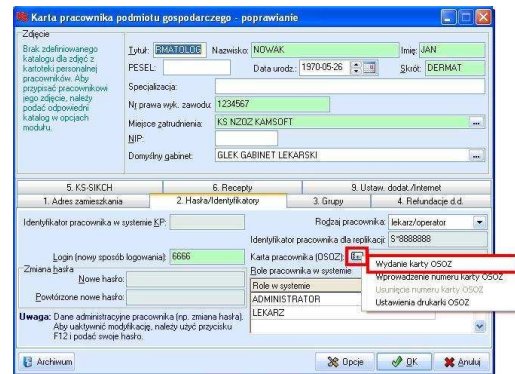 Karta pracownika podmiotu gospodarczego - poprawianie
Zdjęcie
Brak zdefiniowanego
katalogu dla zdjęć z
kartoteki personalnej
pracowników. Aby
przypisać pracownikowi
jego zdjęcie, należy
podać odpowiedni
katalog w opcjach
modułu.
Tytuł: RMATOLOG Nazwisko: NOWAK Imię: JAN
PESEL: Data urodz.: 1970-05-26 Skrót: DERMAT
Specjalizacja:
Nr prawa wyk. zawodu: 1234567
Miejsce zatrudnienia: KS NZOZ KAMSOFT ...
NIP:
Domyślny gabinet: GLEK GABINET LEKARSKI ...
5. KS-SIKCH 6. Recepty 9. Ustaw. dodat./Internet
1. Adres zamieszkania 2. Hasła/Identyfikatory 3. Grupy 4. Refundacje d.d.
Identyfikator pracownika w systemie KP: Rodzaj pracownika: lekarz/operator
Identyfikator pracownika dla replikacji: S*8888888
Login (nowy sposób logowania): 6666 Karta pracownika (OSOZ):
Zmiana hasła
Nowe hasło:
Powtórzone nowe hasło:
Role pracownika w systemie
Role w systemie
ADMINISTRATOR
LEKARZ
Wydanie karty OSOZ
Wprowadzenie numeru karty OSOZ
Usunięcie numeru karty OSOZ
Ustawienia drukarki OSOZ
Uwaga: Dane administracyjne pracownika (np. zmiana hasła).
Aby uaktywnić modyfikację, należy użyć przycisku
F12 i podać swoje hasło.
Archiwum Opcje OK Anuluj